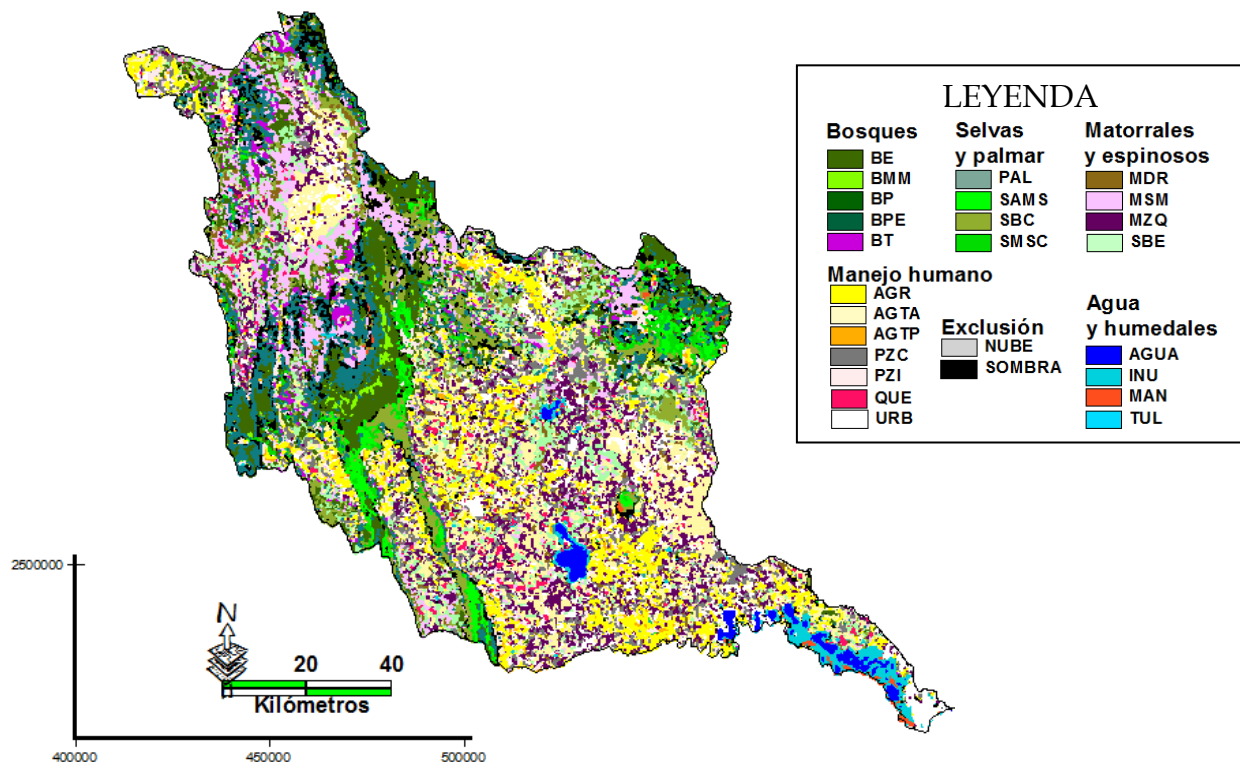 LEYENDA
Bosques
BE
BMM
BP
BPE
BT
Selvas
y palmar
PAL
SAMS
SBC
SMSC
Matorrales
y espinosos
MDR
MSM
MZQ
SBE
Manejo humano
AGR
AGTA
AGTP
PZC
PZI
QUE
URB
Exclusión
NUBE
SOMBRA
Agua
y humedales
AGUA
INU
MAN
TUL
2500000
N
20 40
Kilómetros
400000 450000 500000